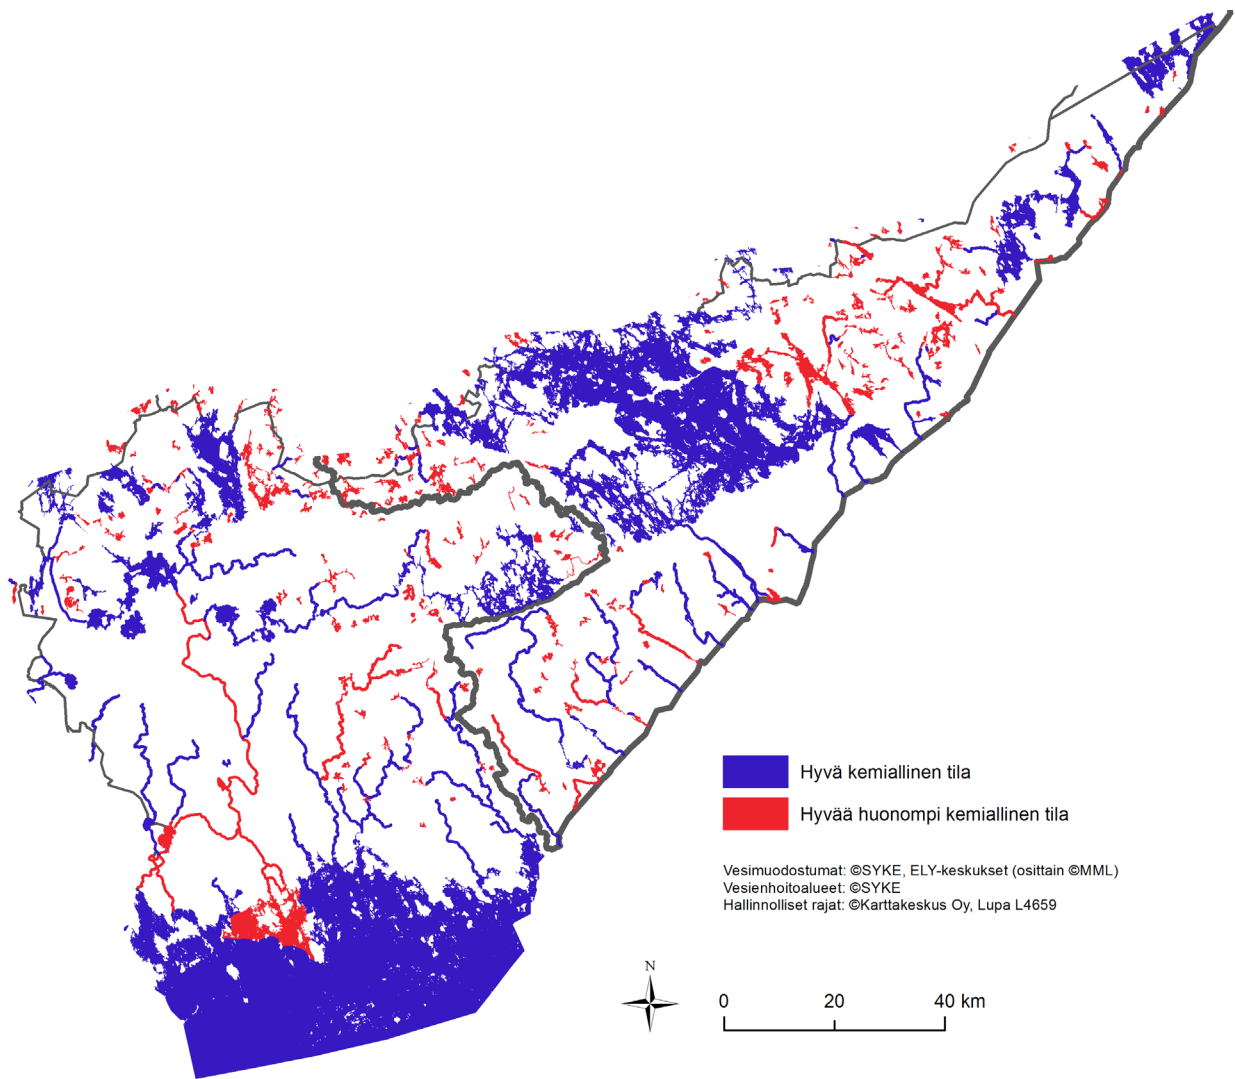 Hyvä kemiallinen tila
Hyvää huonompi kemiallinen tila
Vesimuodostumat: ©SYKE, ELY-keskukset (osittain ©MML)
Vesienhoitoalueet: ©SYKE
Hallinnolliset rajat: ©Karttakeskus Oy, Lupa L4659
N
0 20 40 km